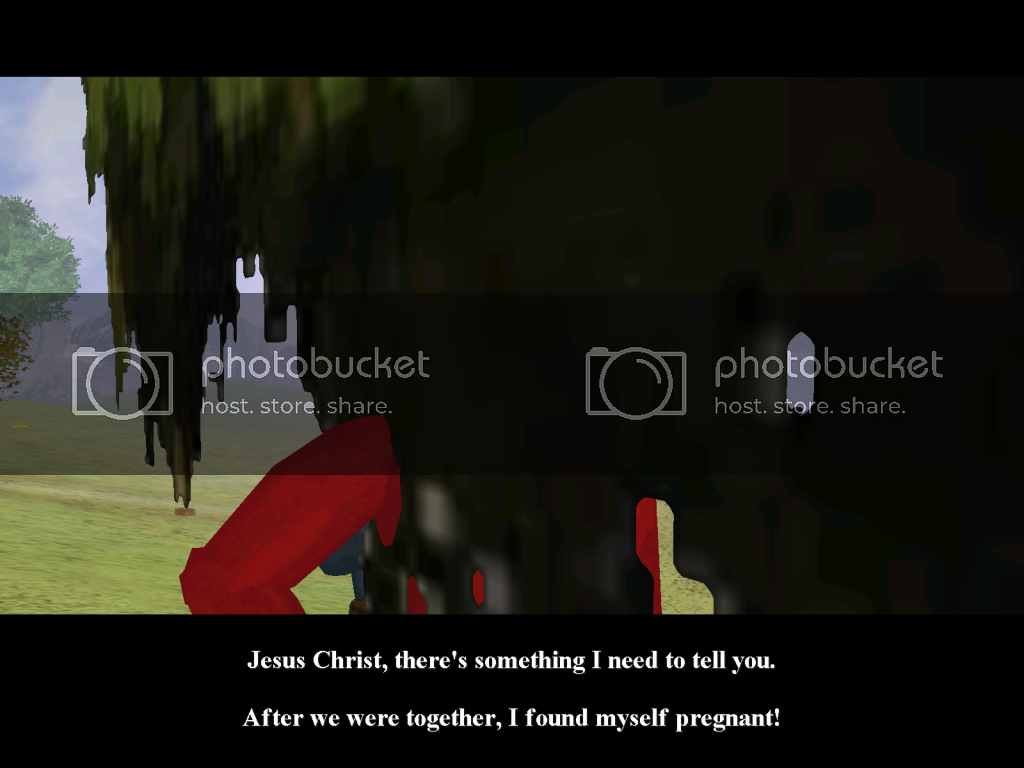 photobucket photobucket
host. store. share. host. store. share.
Jesus Christ, there's something I need to tell you.
After we were together, I found myself pregnant!